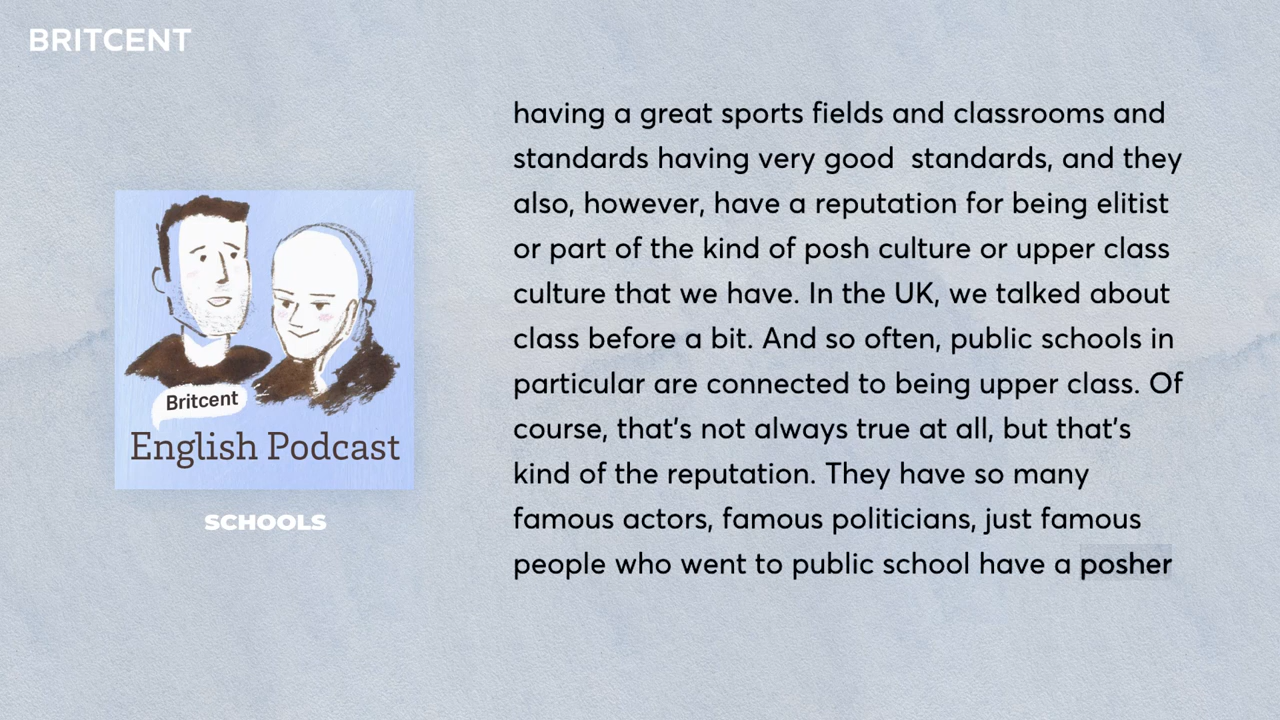 BRITCENT
having a great sports fields and classrooms and
standards having very good  standards, and they
also, however, have a reputation for being elitist
or part of the kind of posh culture or upper class
culture that we have. In the UK, we talked about
class before a bit. And so often, public schools in
particular are connected to being upper class. Of
course, that's not always true at all, but that's
kind of the reputation. They have so many
famous actors, famous politicians, just famous
people who went to public school have a posher
Britcent
English Podcast
SCHOOLS